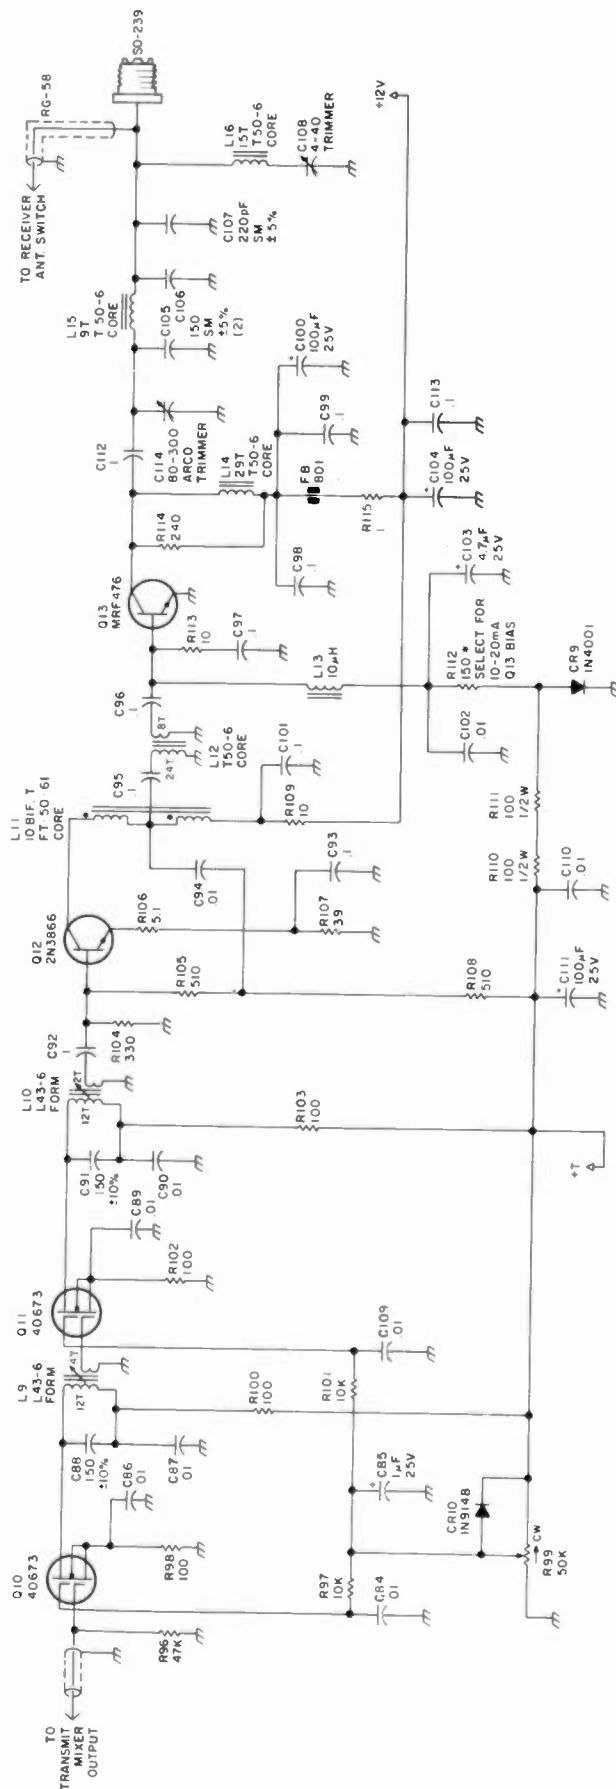 TO
TRANSMIT
MIXER
OUTPUT
R96
47K
Q10
40673
R98
100
C86
.01
R97
10K
C84
.01
C88
150
±10%
C87
.01
L9
L43-6
FORM
12T
4T
C85
1µF
25V
CR10
1N9148
CW
R99
50K
R100
100
R101
10K
C109
.01
Q11
40673
R102
100
C89
.01
C91
150
±10%
C90
.01
L10
L43-6
FORM
12T
2T
R103
100
+T
C92
.1
R104
330
Q12
2N3866
R105
510
R106
5.1
R107
39
C93
.1
C94
.01
R108
510
C111
100µF
25V
C110
.01
R110
100
1/2W
R111
100
1/2W
L11
10 BIF. T
FT-50-61
CORE
C95
.1
R109
10
C101
.1
24T
8T
L12
T50-6
CORE
C96
.1
L13
10µH
R113
10
C97
.1
Q13
MRF476
R112
150*
SELECT FOR
10-20mA
Q13 BIAS
CR9
1N4001
C102
.01
C103
4.7µF
25V
R114
240
L14
29T
T50-6
CORE
C98
.1
FB
801
R115
1
C99
.1
C100
100µF
25V
C104
100µF
25V
C113
.1
C112
.1
C114
80-300
ARCO
TRIMMER
L15
9T
T50-6
CORE
C105
C106
150
SM
±5%
(2)
C107
220pF
SM
±5%
L16
15T
T50-6
CORE
C108
4-40
TRIMMER
+12V
TO RECEIVER
ANT. SWITCH
RG-58
SO-239